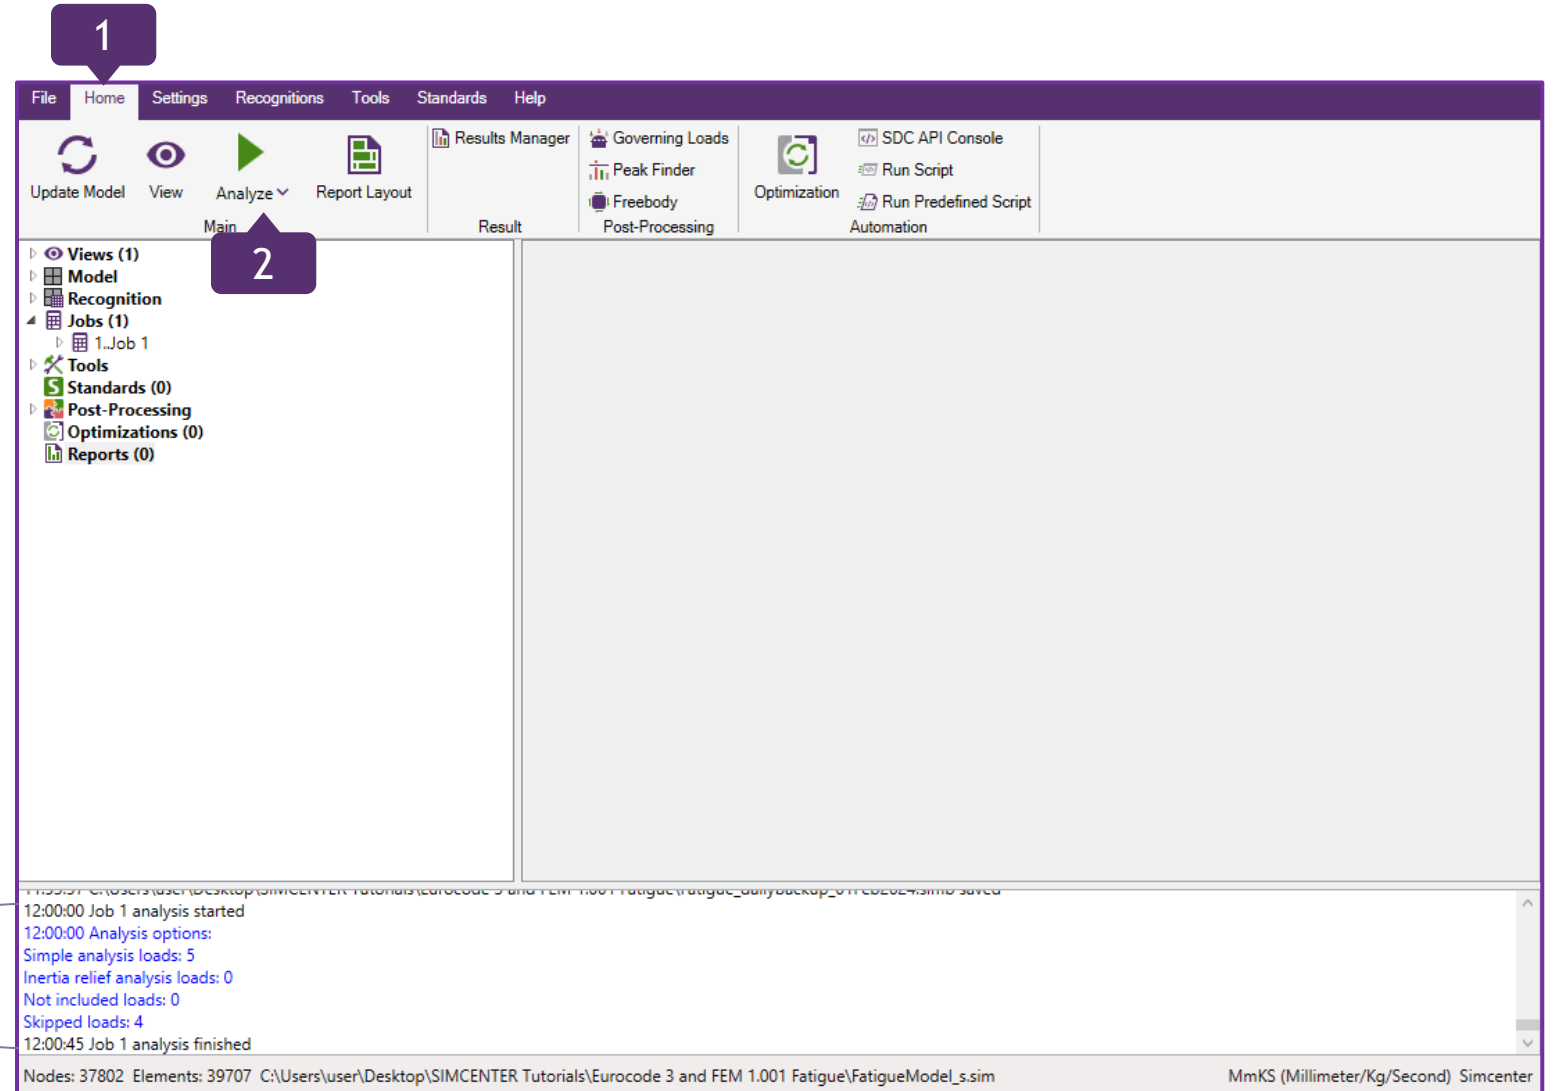 1
File Home Settings Recognitions Tools Standards Help
Update Model View Analyze Report Layout
Main
Results Manager
Result
Governing Loads
Peak Finder
Freebody
Post-Processing
Optimization
SDC API Console
Run Script
Run Predefined Script
Automation
2
Views (1)
Model
Recognition
Jobs (1)
1..Job 1
Tools
Standards (0)
Post-Processing
Optimizations (0)
Reports (0)
12:00:00 Job 1 analysis started
12:00:00 Analysis options:
Simple analysis loads: 5
Inertia relief analysis loads: 0
Not included loads: 0
Skipped loads: 4
12:00:45 Job 1 analysis finished
Nodes: 37802 Elements: 39707 C:\Users\user\Desktop\SIMCENTER Tutorials\Eurocode 3 and FEM 1.001 Fatigue\FatigueModel_s.sim MmKS (Millimeter/Kg/Second) Simcenter